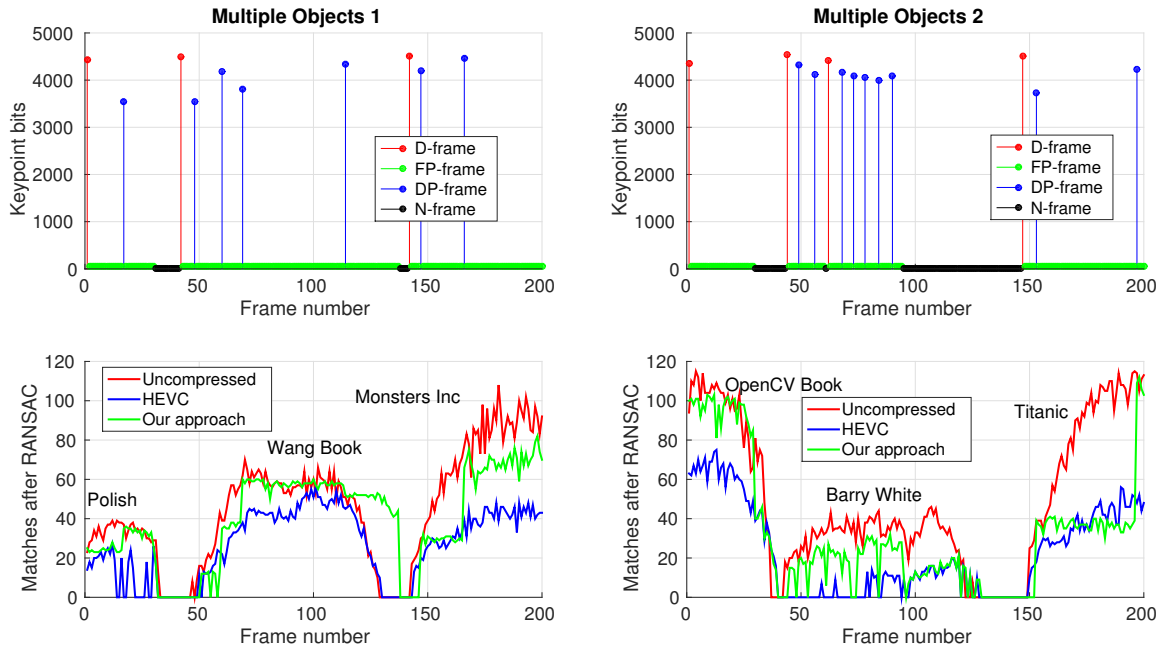 Multiple Objects 1
5000
4000
3000
2000
1000
0
Keypoint bits
D-frame
FP-frame
DP-frame
N-frame
0 50 100 150 200
Frame number
Multiple Objects 2
5000
4000
3000
2000
1000
0
Keypoint bits
D-frame
FP-frame
DP-frame
N-frame
0 50 100 150 200
Frame number
120
100
80
60
40
20
0
Matches after RANSAC
Uncompressed
HEVC
Our approach
Monsters Inc
Wang Book
Polish
0 50 100 150 200
Frame number
120
100
80
60
40
20
0
Matches after RANSAC
OpenCV Book
Uncompressed
HEVC
Our approach
Titanic
Barry White
0 50 100 150 200
Frame number